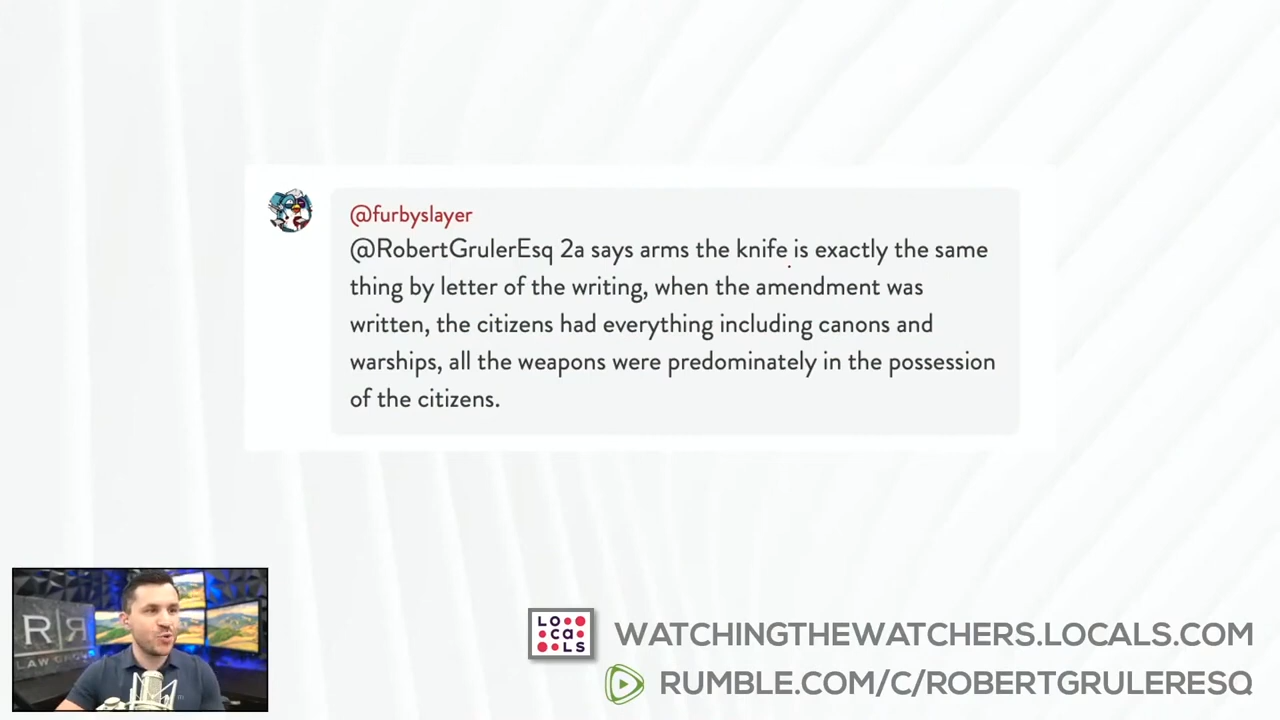 @furbyslayer
@RobertGrulerEsq 2a says arms the knife is exactly the same
thing by letter of the writing, when the amendment was
written, the citizens had everything including canons and
warships, all the weapons were predominately in the possession
of the citizens.
R R
LAW GROUP
LO
Ca
LS
WATCHINGTHEWATCHERS.LOCALS.COM
RUMBLE.COM/C/ROBERTGRULERESQ